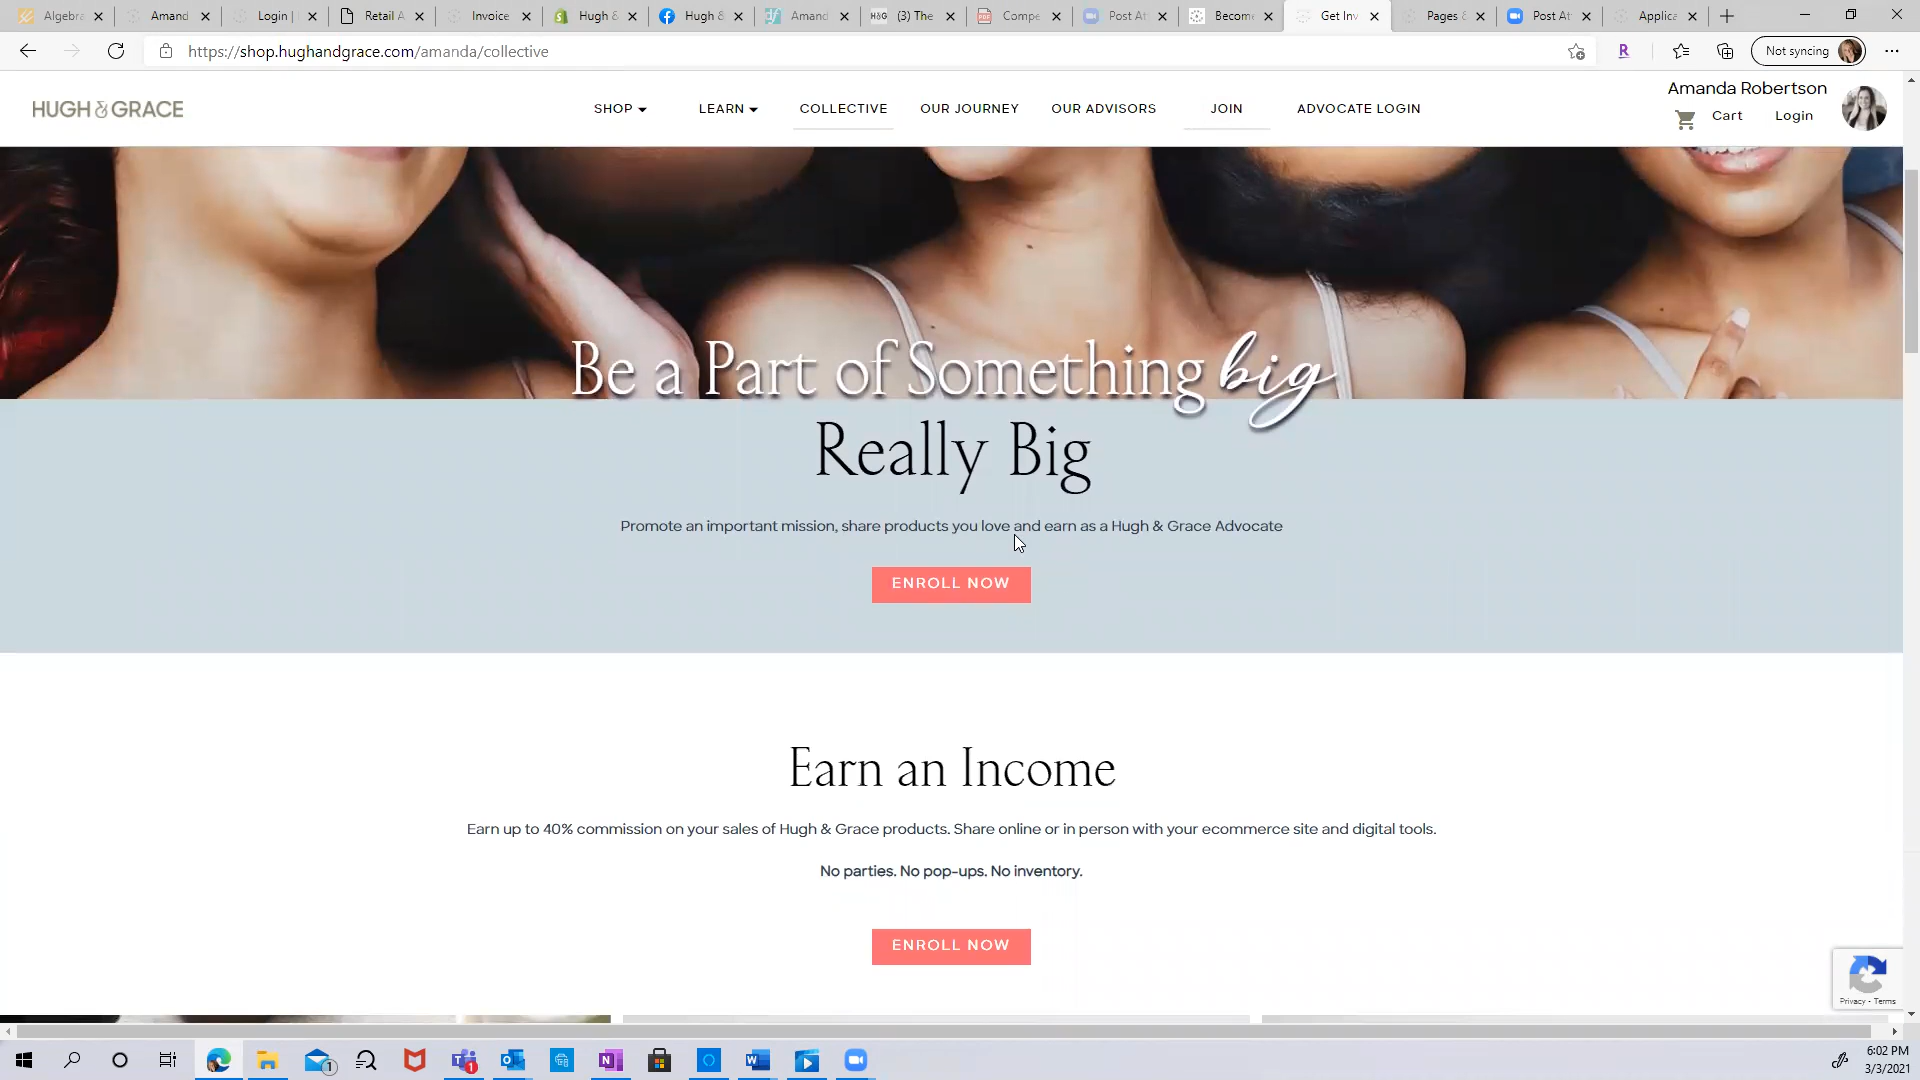 Algebra
Amand
Login |
Retail A
Invoice
Hugh &
Hugh &
Amand
H&G (3) The
PDF Compe
Post At
Become
Get Inv
Pages &
Post At
Applica
https://shop.hughandgrace.com/amanda/collective
R
Not syncing
HUGH & GRACE
SHOP
LEARN
COLLECTIVE
OUR JOURNEY
OUR ADVISORS
JOIN
ADVOCATE LOGIN
Amanda Robertson
Cart
Login
Be a Part of Something big
Really Big
Promote an important mission, share products you love and earn as a Hugh & Grace Advocate
ENROLL NOW
Earn an Income
Earn up to 40% commission on your sales of Hugh & Grace products. Share online or in person with your ecommerce site and digital tools.
No parties. No pop-ups. No inventory.
ENROLL NOW
Privacy - Terms
1
1
6:02 PM
3/3/2021